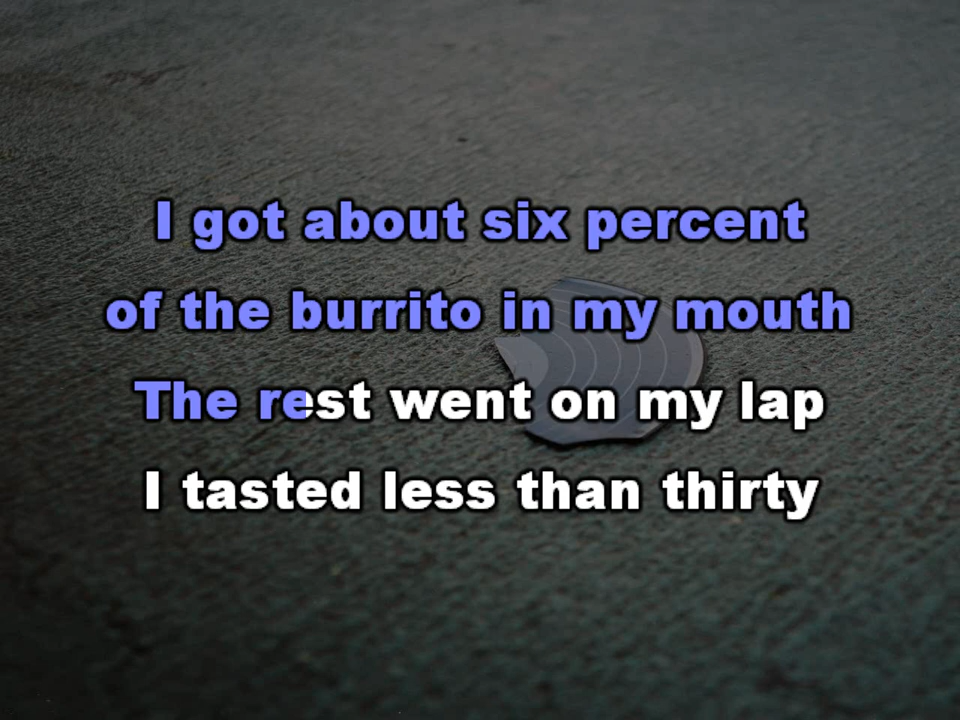 I got about six percent
of the burrito in my mouth
The rest went on my lap
I tasted less than thirty